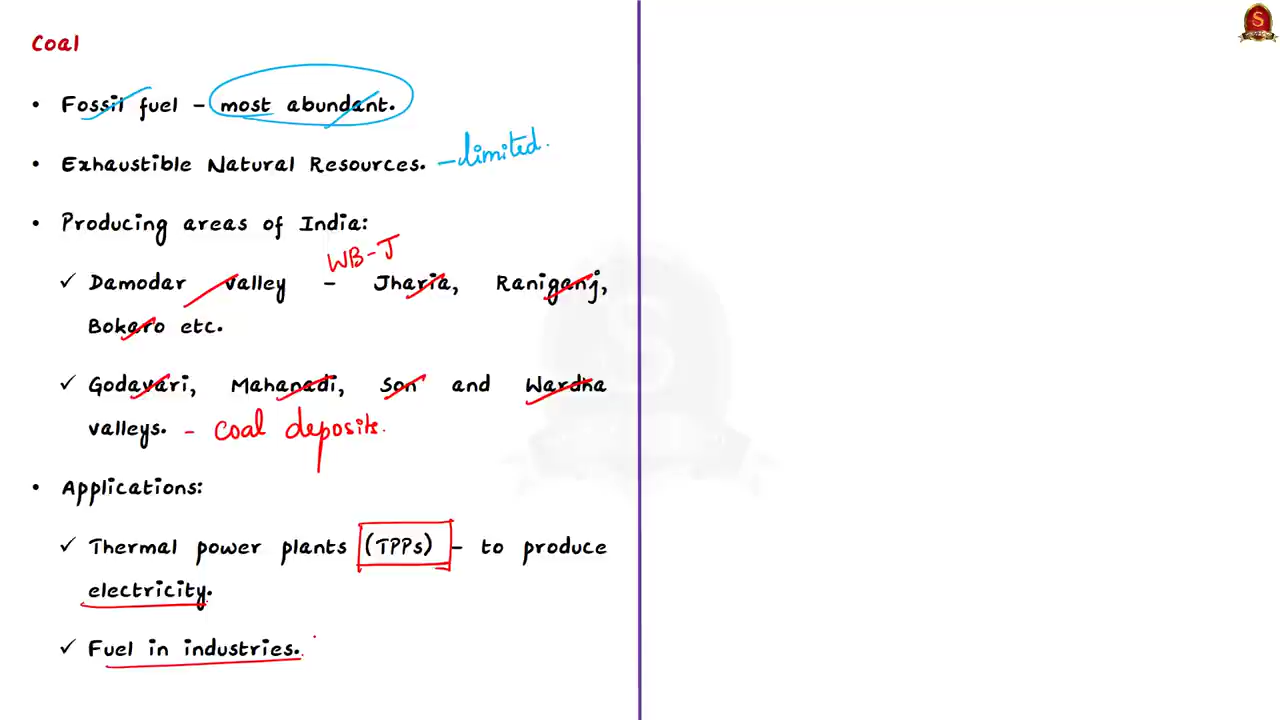 Coal
• Fossil fuel - most abundant.
• Exhaustible Natural Resources. - limited.
• Producing areas of India:
WB-J
✓ Damodar valley - Jharia, Raniganj,
Bokaro etc.
✓ Godavari, Mahanadi, Son and Wardha
valleys. - Coal deposits.
• Applications:
✓ Thermal power plants (TPPs) - to produce
electricity.
✓ Fuel in industries.
S